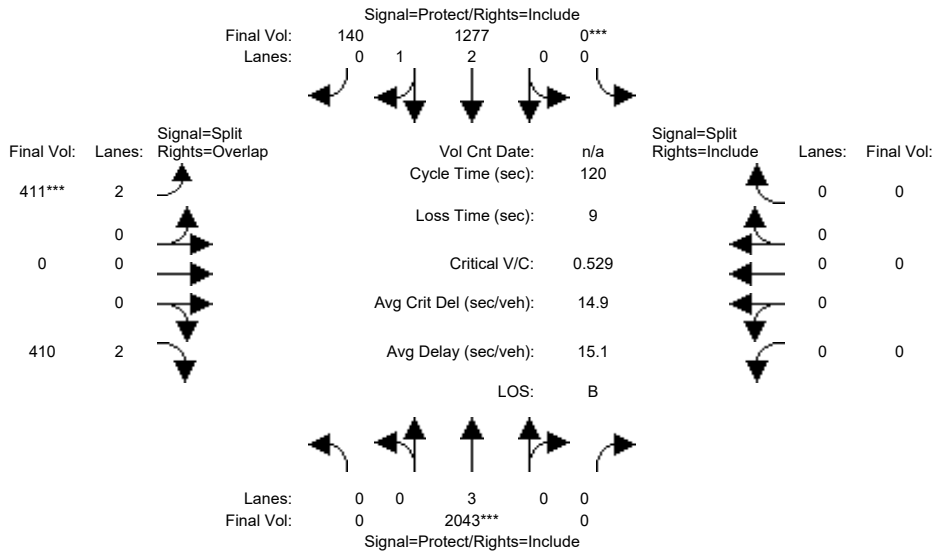 Signal=Protect/Rights=Include
Final Vol: 140 1277 0***
Lanes: 0 1 2 0 0
Signal=Split
Final Vol: Lanes: Rights=Overlap
Vol Cnt Date: n/a
Signal=Split
Rights=Include Lanes: Final Vol:
Cycle Time (sec): 120
411*** 2 0 0
Loss Time (sec): 9
0 0
0 0 Critical V/C: 0.529 0 0
0 Avg Crit Del (sec/veh): 14.9 0
410 2 Avg Delay (sec/veh): 15.1 0 0
LOS: B
Lanes: 0 0 3 0 0
Final Vol: 0 2043*** 0
Signal=Protect/Rights=Include